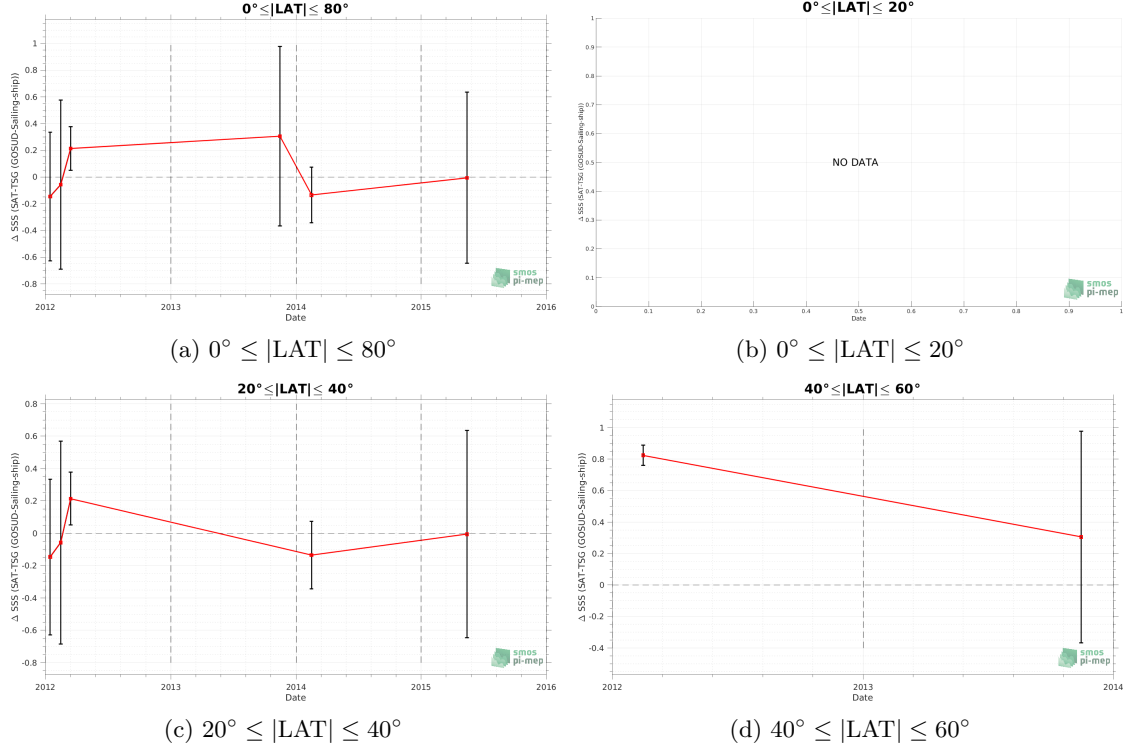 0°≤|LAT|≤ 80°
Δ SSS (SAT-TSG (GOSUD-Sailing-ship))
1
0.8
0.6
0.4
0.2
0
-0.2
-0.4
-0.6
-0.8
2012
2013
2014
2015
2016
Date
smos
pi-mep
(a) 0° ≤ |LAT| ≤ 80°
0°≤|LAT|≤ 20°
Δ SSS (SAT-TSG (GOSUD-Sailing-ship))
1
0.9
0.8
0.7
0.6
0.5
0.4
0.3
0.2
0.1
0
NO DATA
0
0.1
0.2
0.3
0.4
0.5
0.6
0.7
0.8
0.9
1
Date
smos
pi-mep
(b) 0° ≤ |LAT| ≤ 20°
20°≤|LAT|≤ 40°
Δ SSS (SAT-TSG (GOSUD-Sailing-ship))
0.8
0.6
0.4
0.2
0
-0.2
-0.4
-0.6
-0.8
2012
2013
2014
2015
2016
Date
smos
pi-mep
(c) 20° ≤ |LAT| ≤ 40°
40°≤|LAT|≤ 60°
Δ SSS (SAT-TSG (GOSUD-Sailing-ship))
1
0.8
0.6
0.4
0.2
0
-0.2
-0.4
2012
2013
2014
Date
smos
pi-mep
(d) 40° ≤ |LAT| ≤ 60°